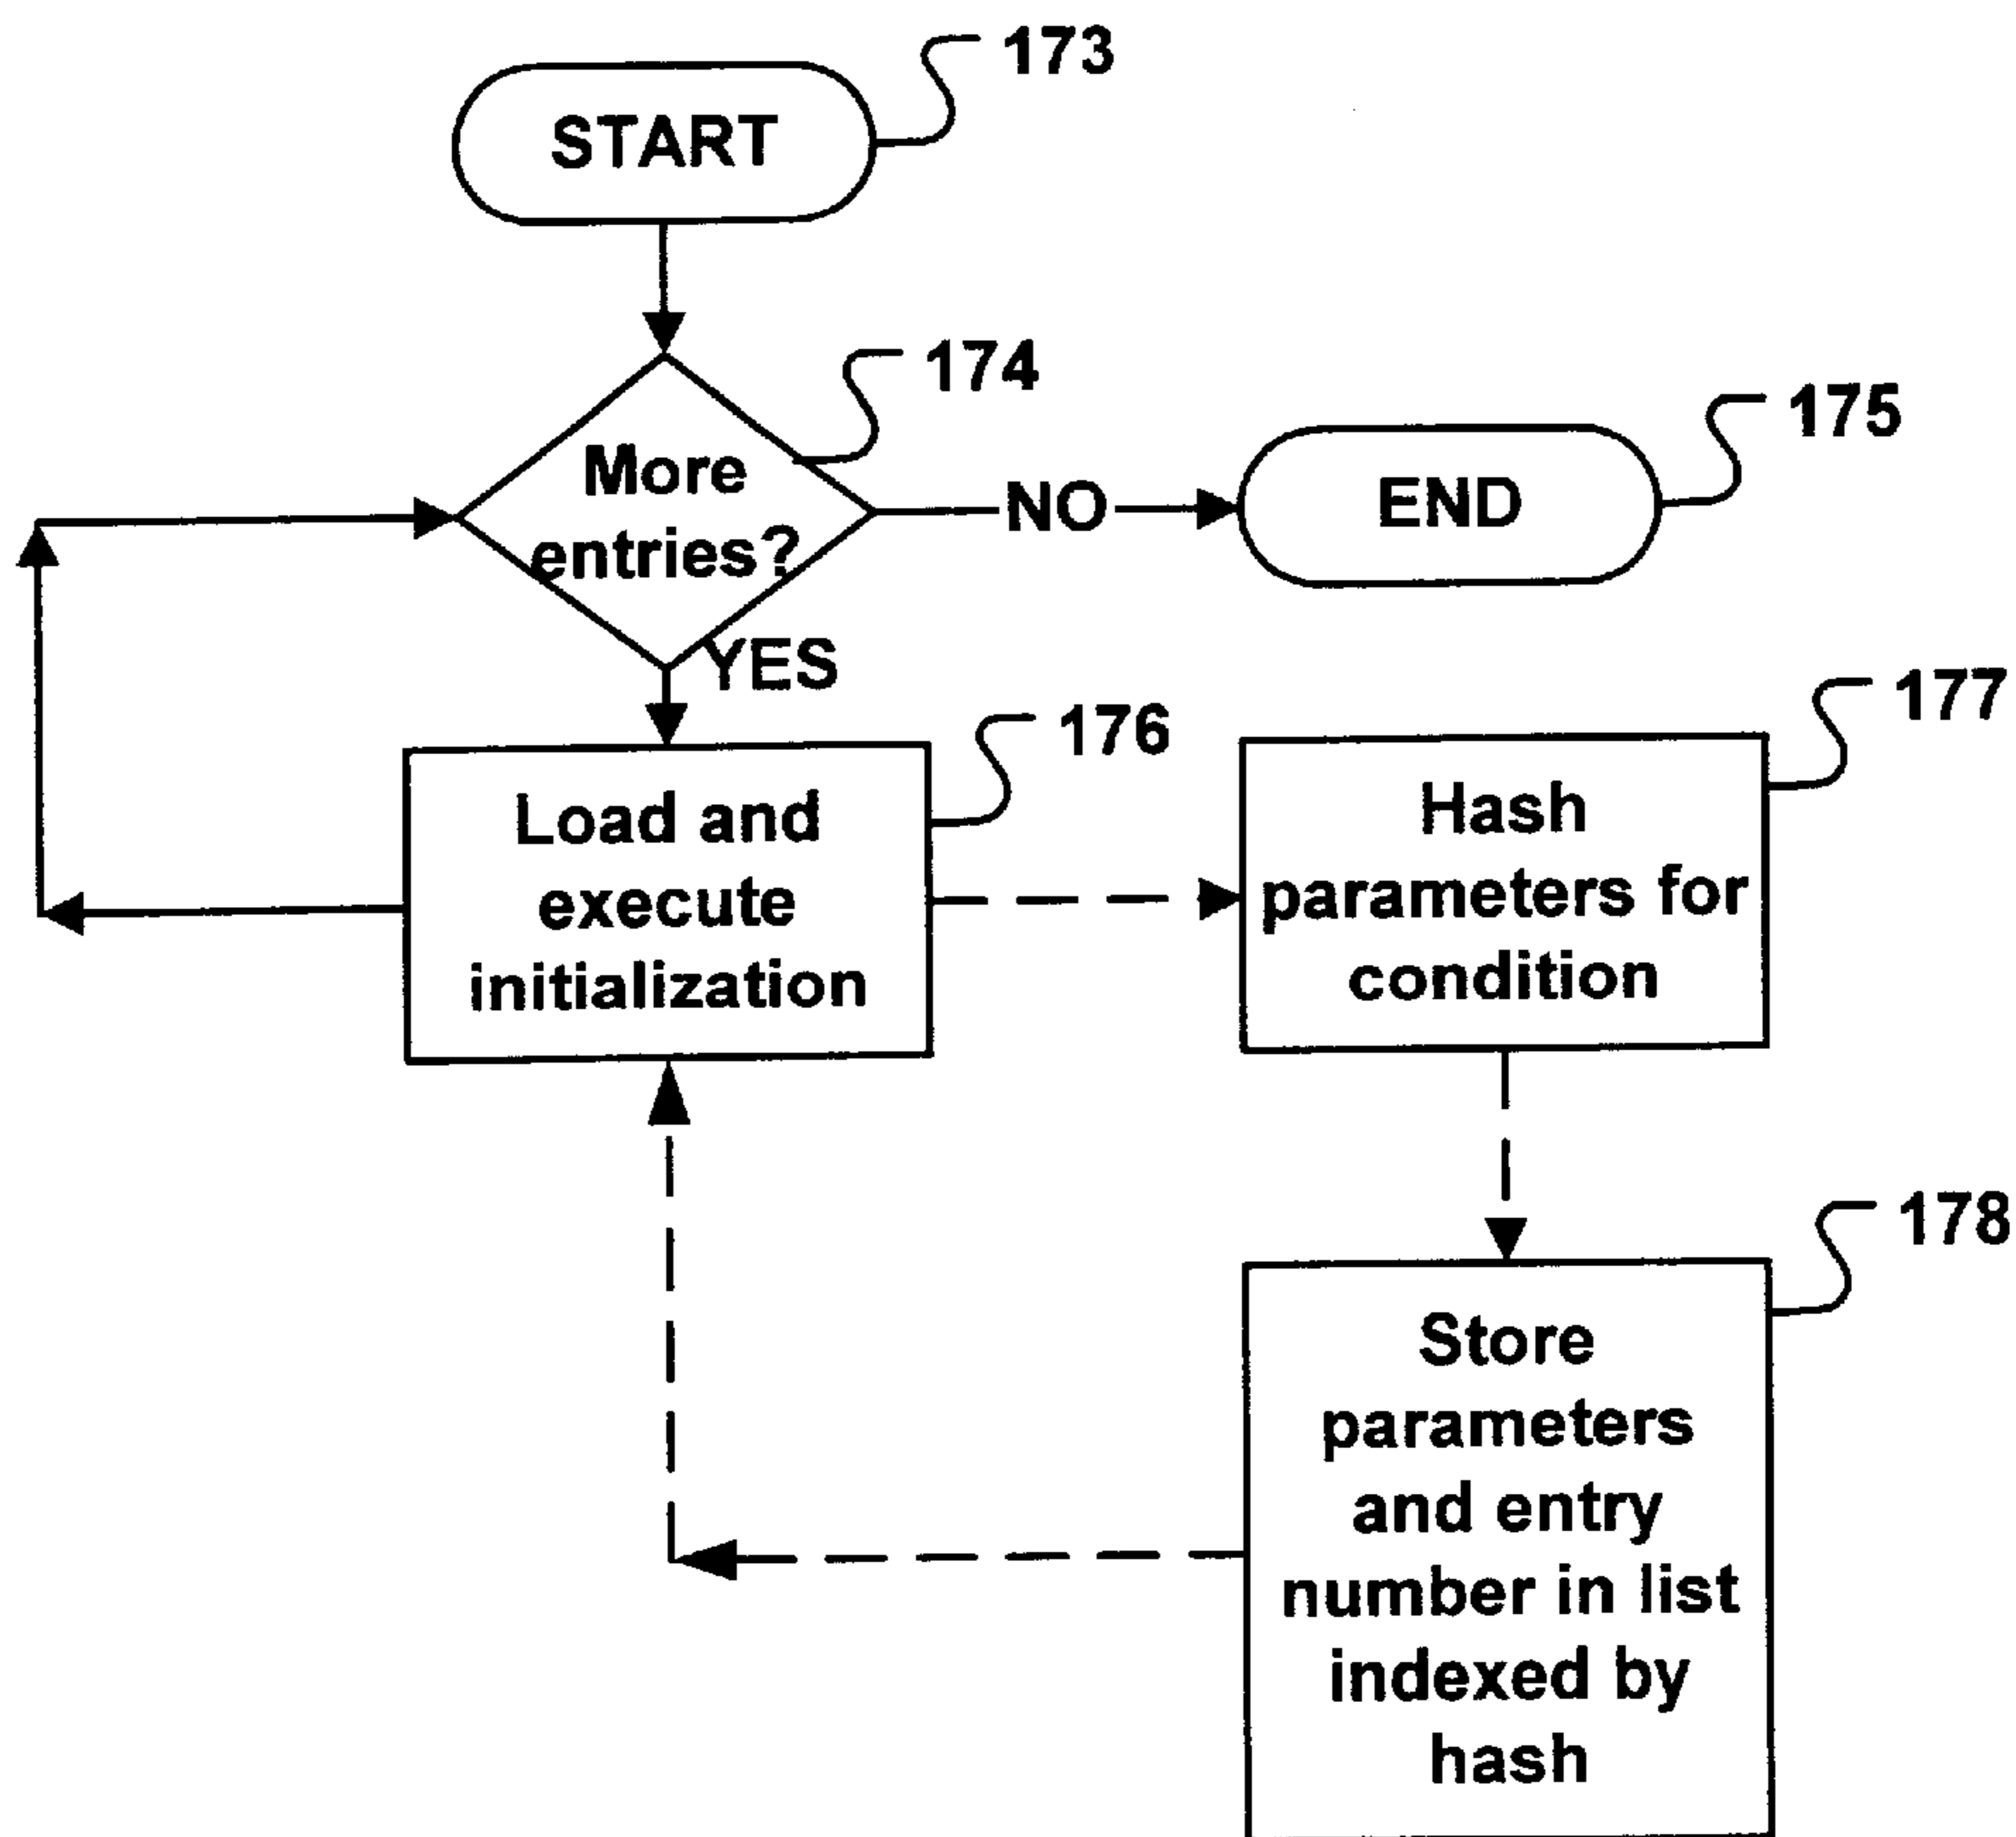 173
START
174
More
entries?
NO
175
END
YES
176
Load and
execute
initialization
177
Hash
parameters for
condition
178
Store
parameters
and entry
number in list
indexed by
hash